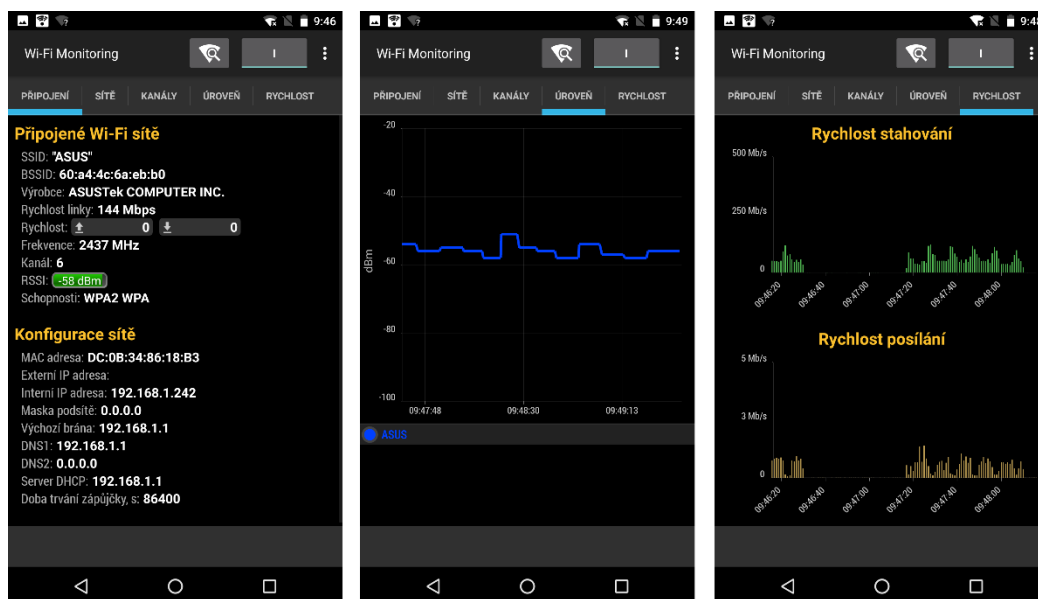 9:46
Wi-Fi Monitoring
I
PŘIPOJENÍ SÍTĚ KANÁLY ÚROVEŇ RYCHLOST
Připojené Wi-Fi sítě
SSID: "ASUS"
BSSID: 60:a4:4c:6a:eb:b0
Výrobce: ASUSTek COMPUTER INC.
Rychlost linky: 144 Mbps
Rychlost: 0 0
Frekvence: 2437 MHz
Kanál: 6
RSSI: -58 dBm
Schopnosti: WPA2 WPA
Konfigurace sítě
MAC adresa: DC:0B:34:86:18:B3
Externí IP adresa:
Interní IP adresa: 192.168.1.242
Maska podsítě: 0.0.0.0
Výchozí brána: 192.168.1.1
DNS1: 192.168.1.1
DNS2: 0.0.0.0
Server DHCP: 192.168.1.1
Doba trvání zápůjčky, s: 86400
9:49
Wi-Fi Monitoring
I
PŘIPOJENÍ SÍTĚ KANÁLY ÚROVEŇ RYCHLOST
-20
-40
dBm
-60
-80
-100
09:47:48 09:48:30 09:49:13
ASUS
9:48
Wi-Fi Monitoring
I
PŘIPOJENÍ SÍTĚ KANÁLY ÚROVEŇ RYCHLOST
Rychlost stahování
500 Mb/s
250 Mb/s
0
09:46:20 09:46:40 09:47:00 09:47:20 09:47:40 09:48:00
Rychlost posílání
5 Mb/s
3 Mb/s
0
09:46:20 09:46:40 09:47:00 09:47:20 09:47:40 09:48:00